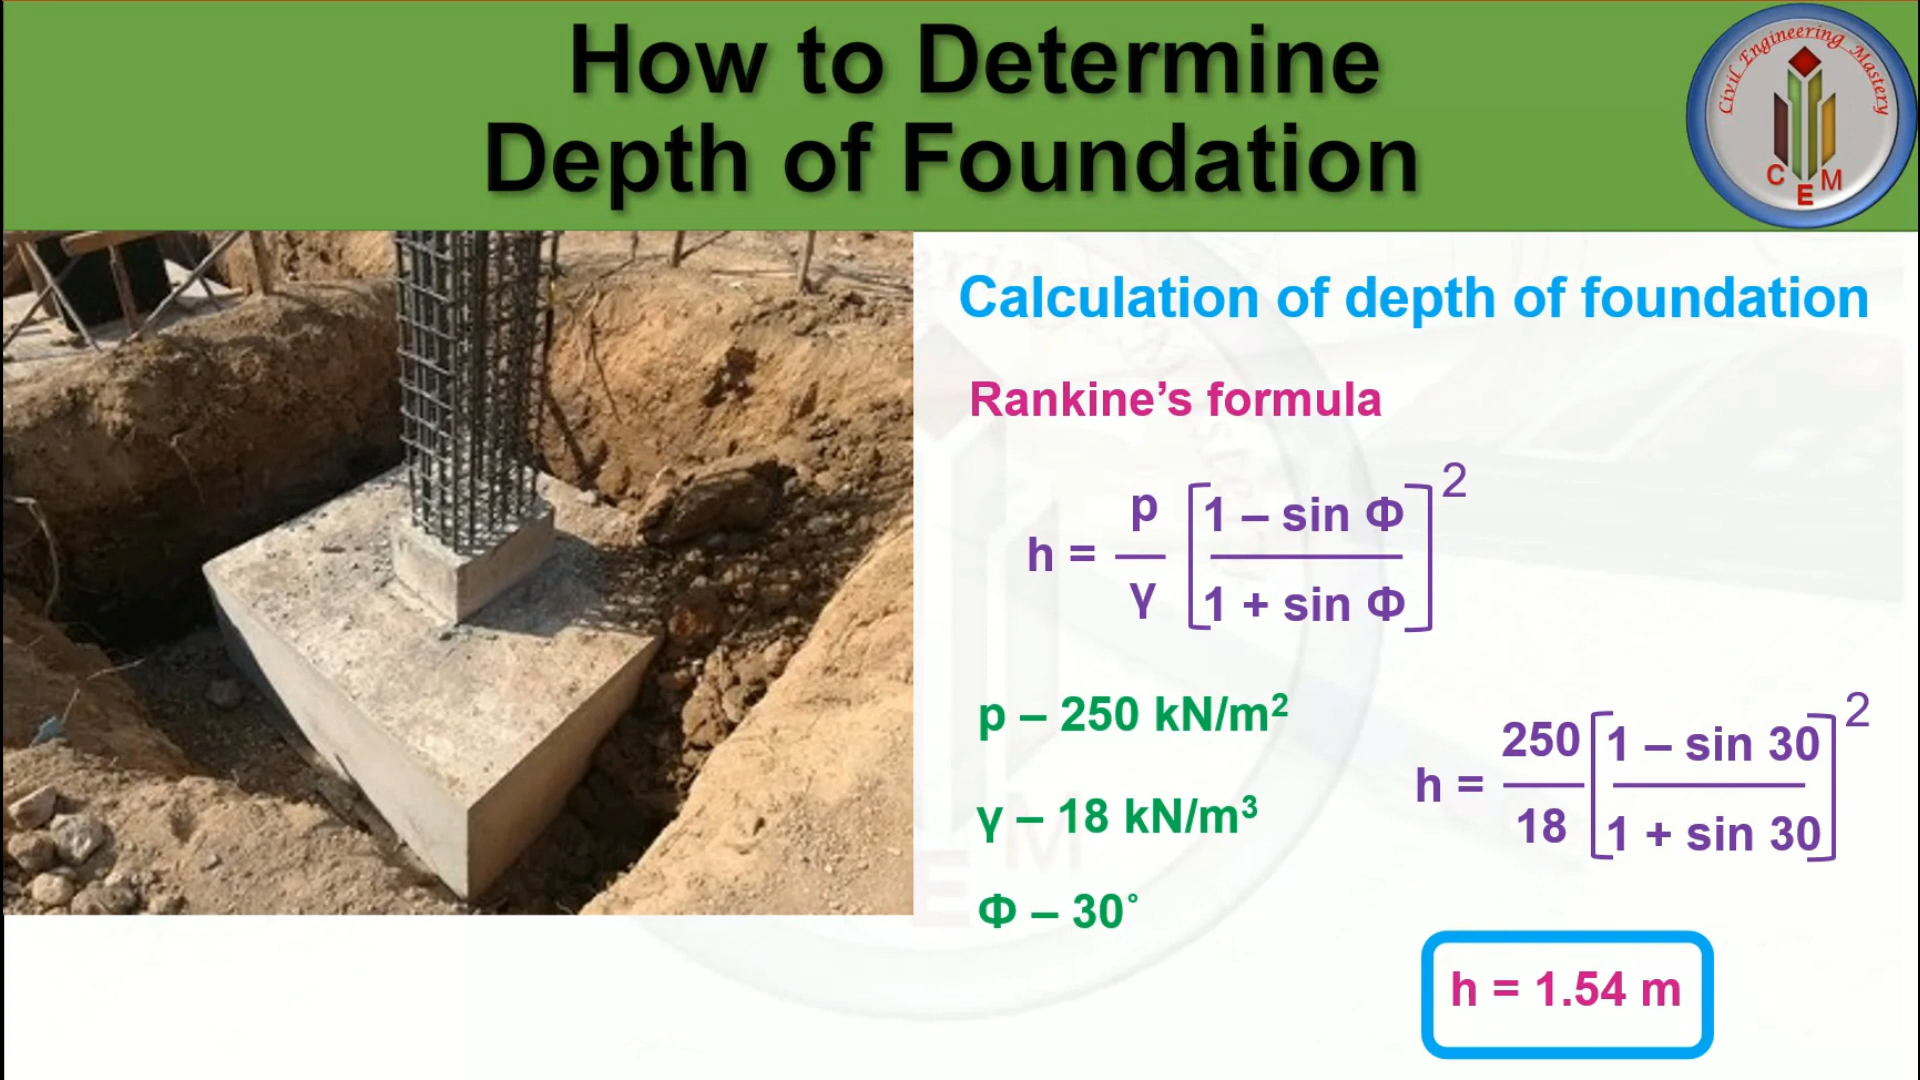 How to Determine
Depth of Foundation
Civil Engineering Mastery
C E M
Calculation of depth of foundation
Rankine’s formula
h = p/γ [1 – sin Φ / 1 + sin Φ]²
p – 250 kN/m²
γ – 18 kN/m³
Φ – 30°
h = 250/18 [1 – sin 30 / 1 + sin 30]²
h = 1.54 m